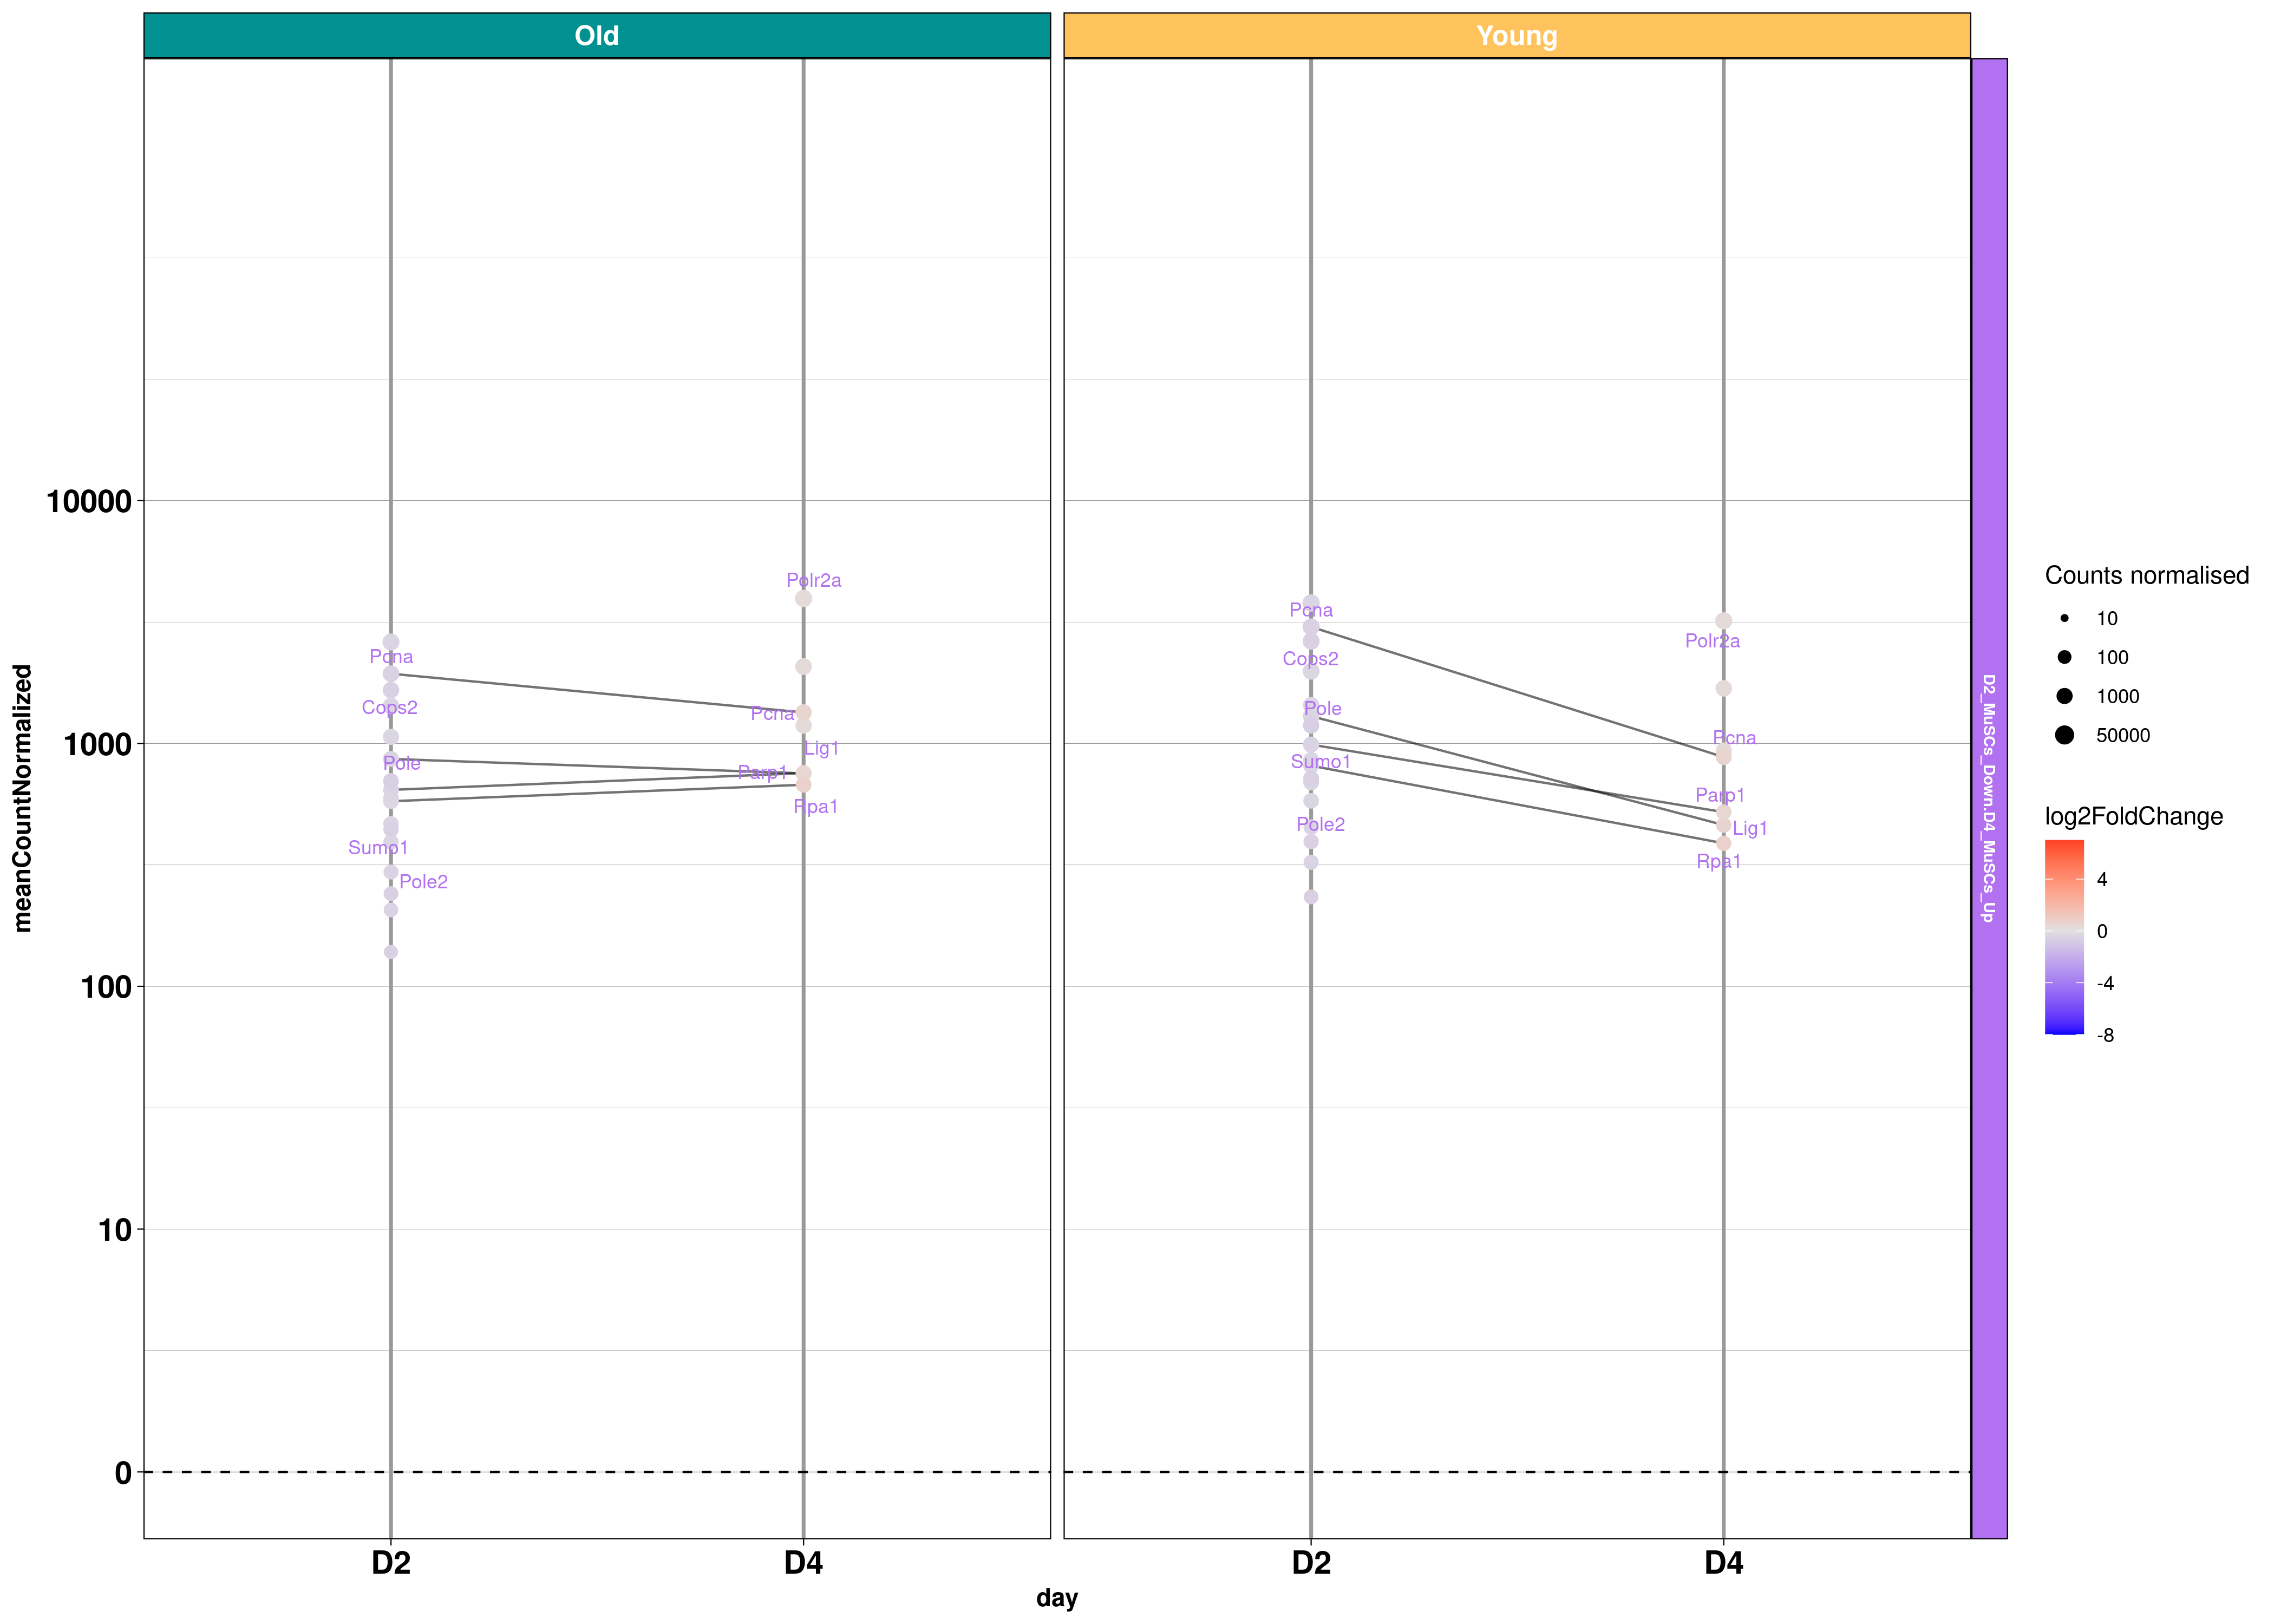 Old
Young
10000
1000
100
10
0
meanCountNormalized
Pcna
Cops2
Pole
Sumo1
Pole2
Polr2a
Pcna
Lig1
Parp1
Rpa1
Pcna
Cops2
Pole
Sumo1
Pole2
Polr2a
Pcna
Parp1
Lig1
Rpa1
D2_MuSCs_Down.D4_MuSCs_Up
D2
D4
D2
D4
day
Counts normalised
10
100
1000
50000
log2FoldChange
4
0
-4
-8